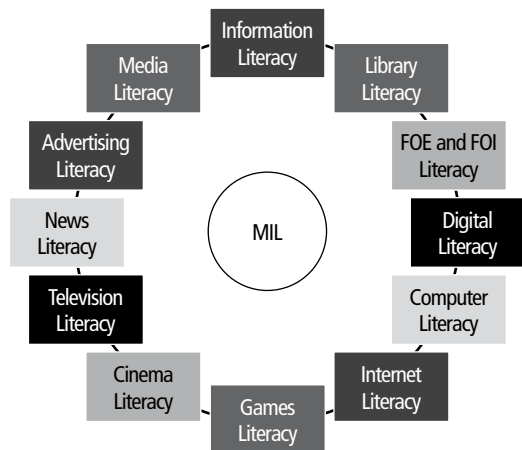 Information
Literacy
Library
Literacy
FOE and FOI
Literacy
Digital
Literacy
Computer
Literacy
Internet
Literacy
Games
Literacy
Cinema
Literacy
Television
Literacy
News
Literacy
Advertising
Literacy
Media
Literacy
MIL